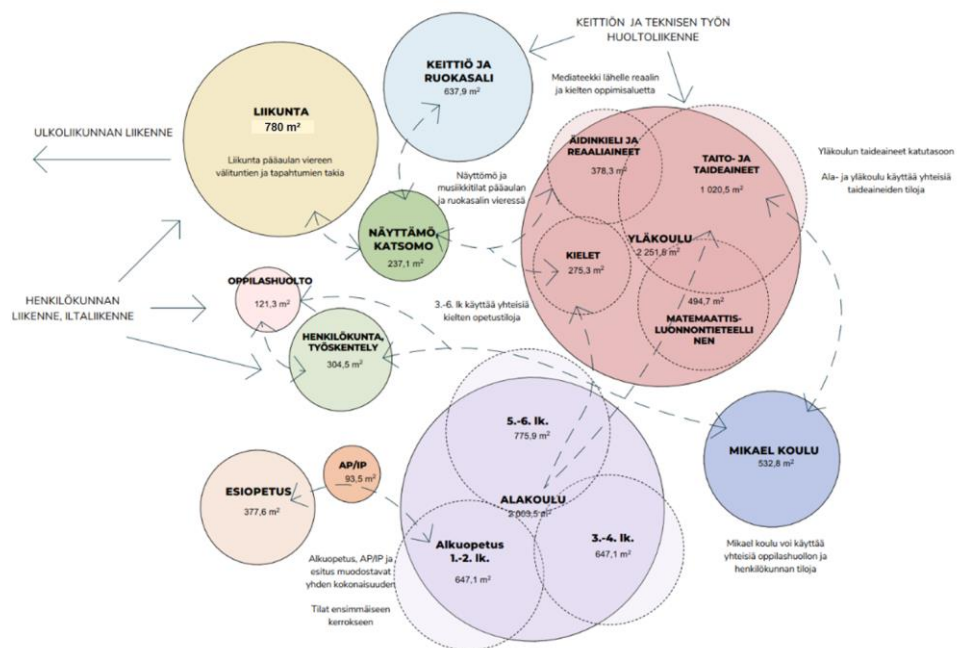 KEITTIÖN JA TEKNISEN TYÖN
HUOLTOLIIKENNE
KEITTIÖ JA
RUOKASALI
637,9 m²
LIIKUNTA
780 m²
Liikunta pääaulan viereen
välituntien ja tapahtumien takia
ULKOLIIKUNNAN LIIKENNE
Mediateekki lähelle reaalin
ja kielten oppimisaluetta
ÄIDINKIELI JA
REAALIAINEET
378,3 m²
TAITO- JA
TAIDEAINEET
1 020,5 m²
Yläkoulun taideaineet katutasoon
Ala- ja yläkoulu käyttää yhteisiä
taideaineiden tiloja
Näyttämö ja
musiikkitilat pääaulan
ja ruokasalin vieressä
NÄYTTÄMÖ,
KATSOMO
237,1 m²
YLÄKOULU
2 251,8 m²
KIELET
275,3 m²
OPPILASHUOLTO
121,3 m²
HENKILÖKUNNAN
LIIKENNE, ILTALIIKENNE
3.-6. lk käyttää yhteisiä
kielten opetustiloja
494,7 m²
MATEMAATTIS-
LUONNONTIETEELLI
NEN
HENKILÖKUNTA,
TYÖSKENTELY
304,5 m²
5.-6. lk.
775,9 m²
MIKAEL KOULU
532,8 m²
AP/IP
93,5 m²
ESIOPETUS
377,6 m²
ALAKOULU
Alkuopetus
1.-2. lk.
647,1 m²
3.-4. lk.
647,1 m²
Mikael koulu voi käyttää
yhteisiä oppilashuollon ja
henkilökunnan tiloja
Alkuopetus, AP/IP ja
esitus muodostavat
yhden kokonaisuuden
Tilat ensimmäiseen
kerrokseen